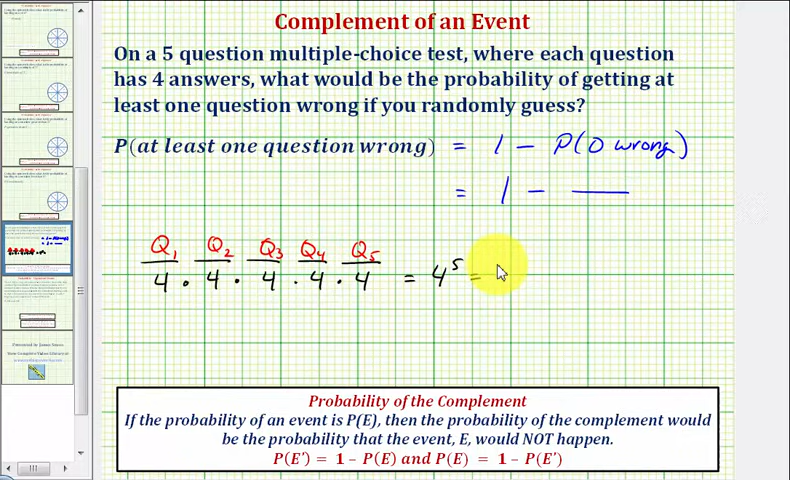 Complement of an Event
On a 5 question multiple-choice test, where each question
has 4 answers, what would be the probability of getting at
least one question wrong if you randomly guess?
P(at least one question wrong) = 1 - P(0 wrong)
= 1 - ___
Q₁ Q₂ Q₃ Q₄ Q₅
4 • 4 • 4 • 4 • 4 = 4⁵ =
Probability of the Complement
If the probability of an event is P(E), then the probability of the complement would
be the probability that the event, E, would NOT happen.
P(E') = 1 – P(E) and P(E) = 1 – P(E')